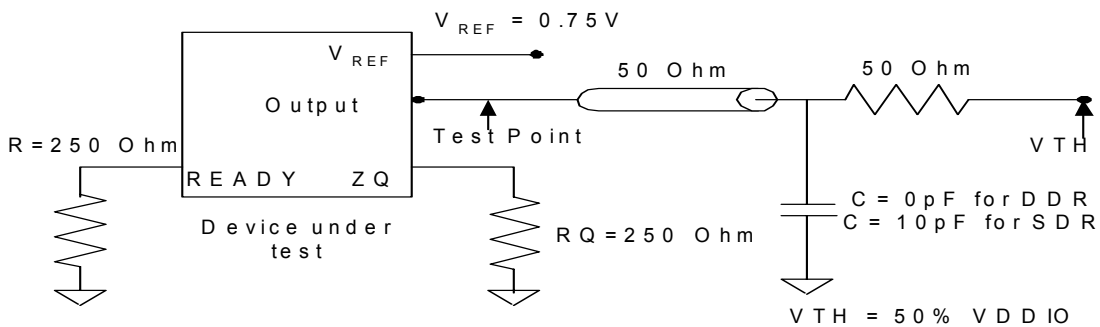 V REF = 0.75V
V REF
50 Ohm
50 Ohm
Output
Test Point
R=250 Ohm
VTH
READY ZQ
C = 0pF for DDR
C = 10pF for SDR
Device under
test
RQ=250 Ohm
VTH = 50% VDDIO